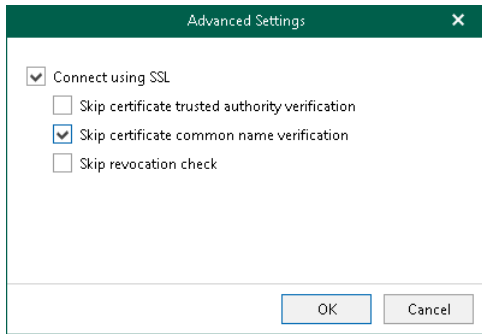 Advanced Settings
Connect using SSL
Skip certificate trusted authority verification
Skip certificate common name verification
Skip revocation check
OK Cancel